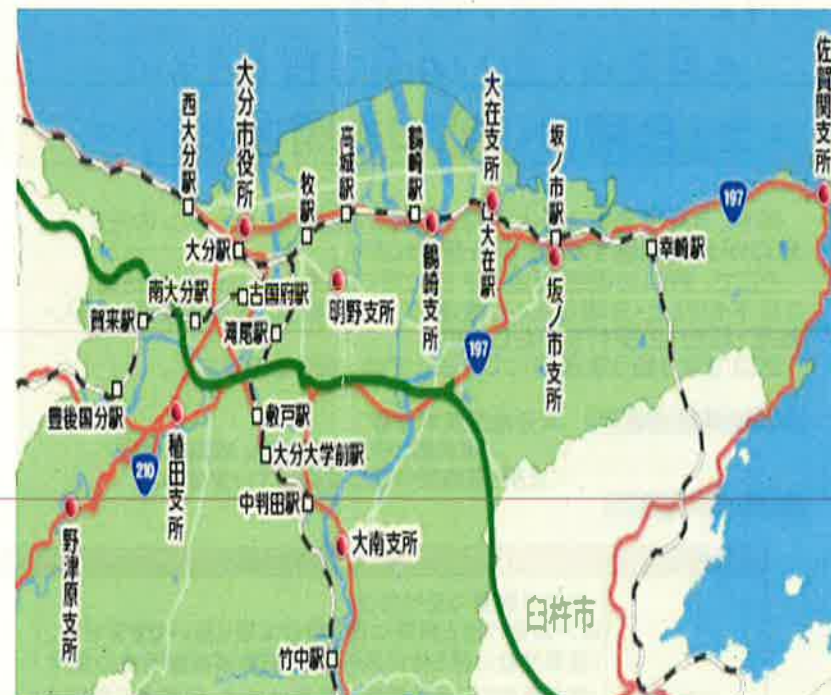 佐賀関支所
大分市役所
西大分駅
大在支所
高城駅
鶴崎駅
坂ノ市駅
牧駅
197
大分駅
鶴崎支所
大在駅
幸崎駅
坂ノ市支所
南大分駅
古国府駅
明野支所
賀来駅
滝尾駅
197
豊後国分駅
敷戸駅
稙田支所
大分大学前駅
210
中判田駅
野津原支所
大南支所
臼杵市
竹中駅